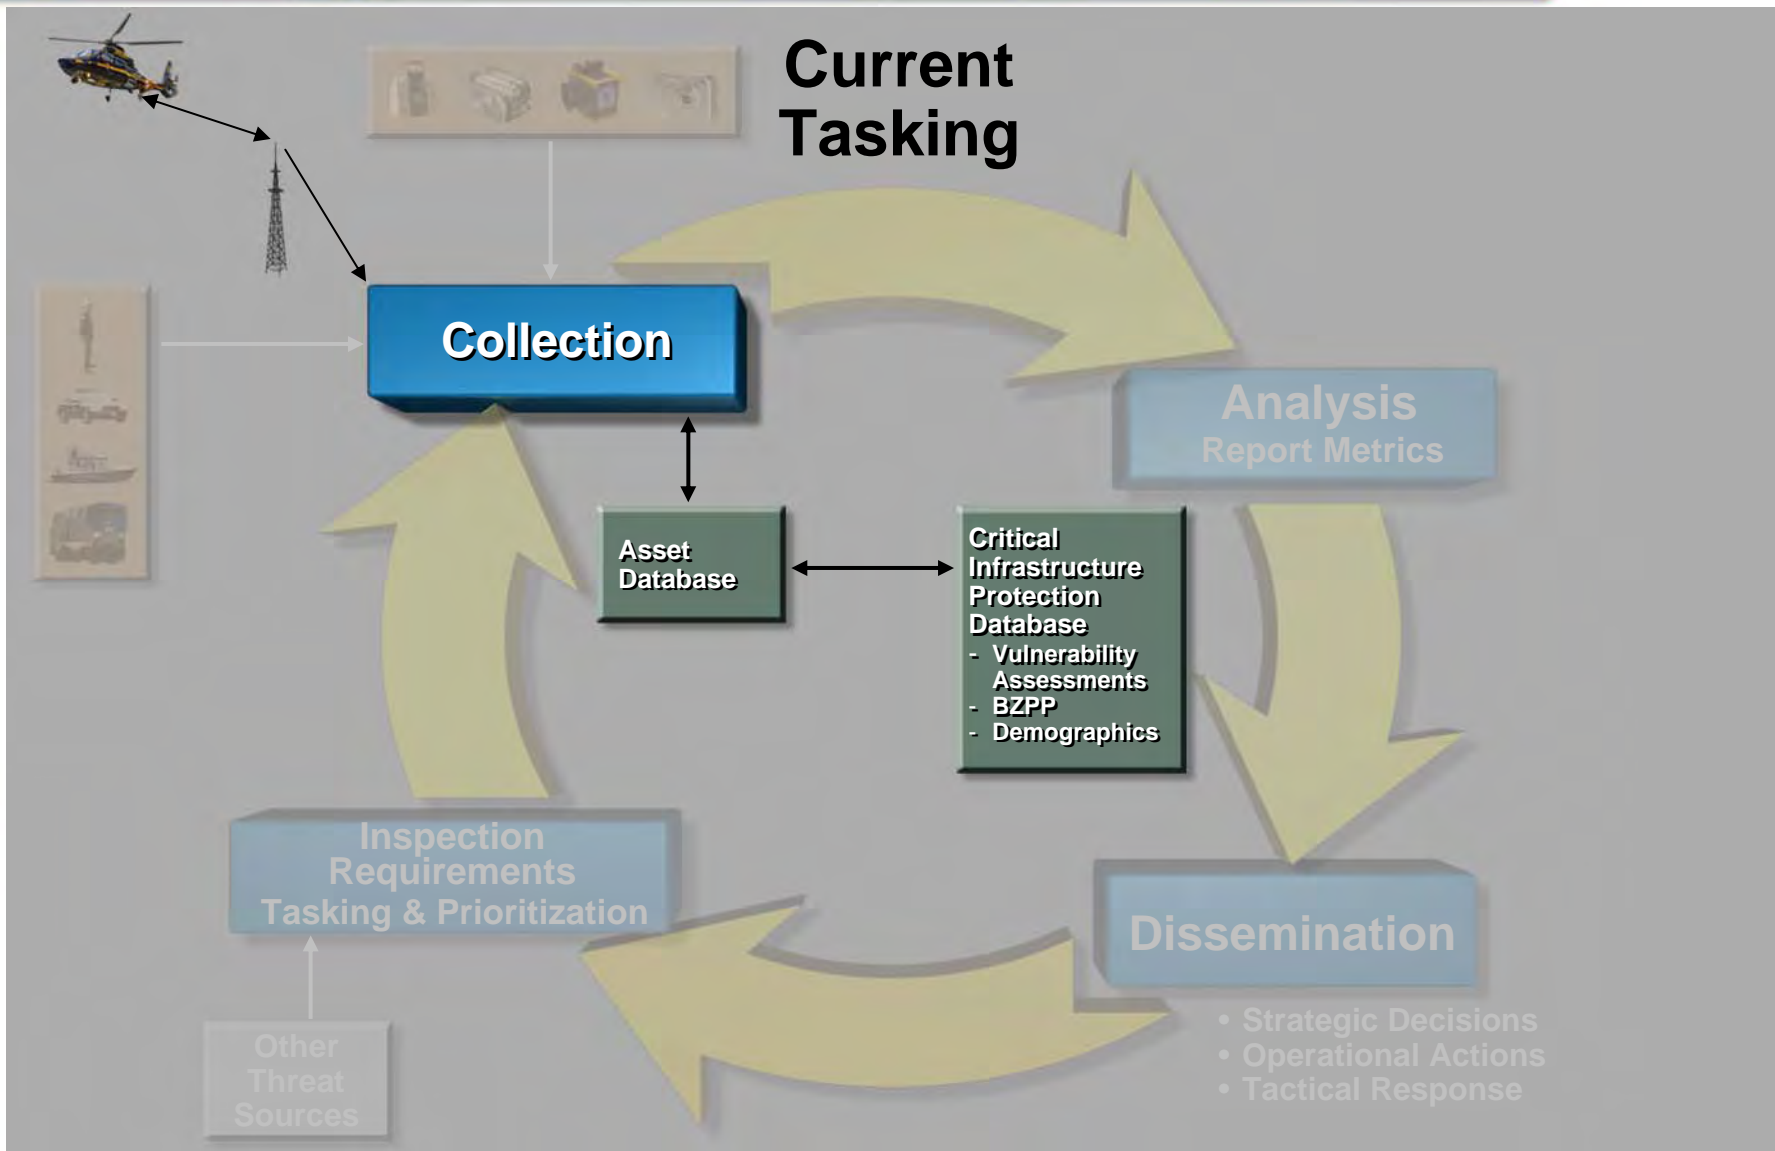 Current
Tasking
Collection
Analysis
Report Metrics
Asset
Database
Critical
Infrastructure
Protection
Database
- Vulnerability
Assessments
- BZPP
- Demographics
Inspection
Requirements
Tasking & Prioritization
Dissemination
• Strategic Decisions
• Operational Actions
• Tactical Response
Other
Threat
Sources